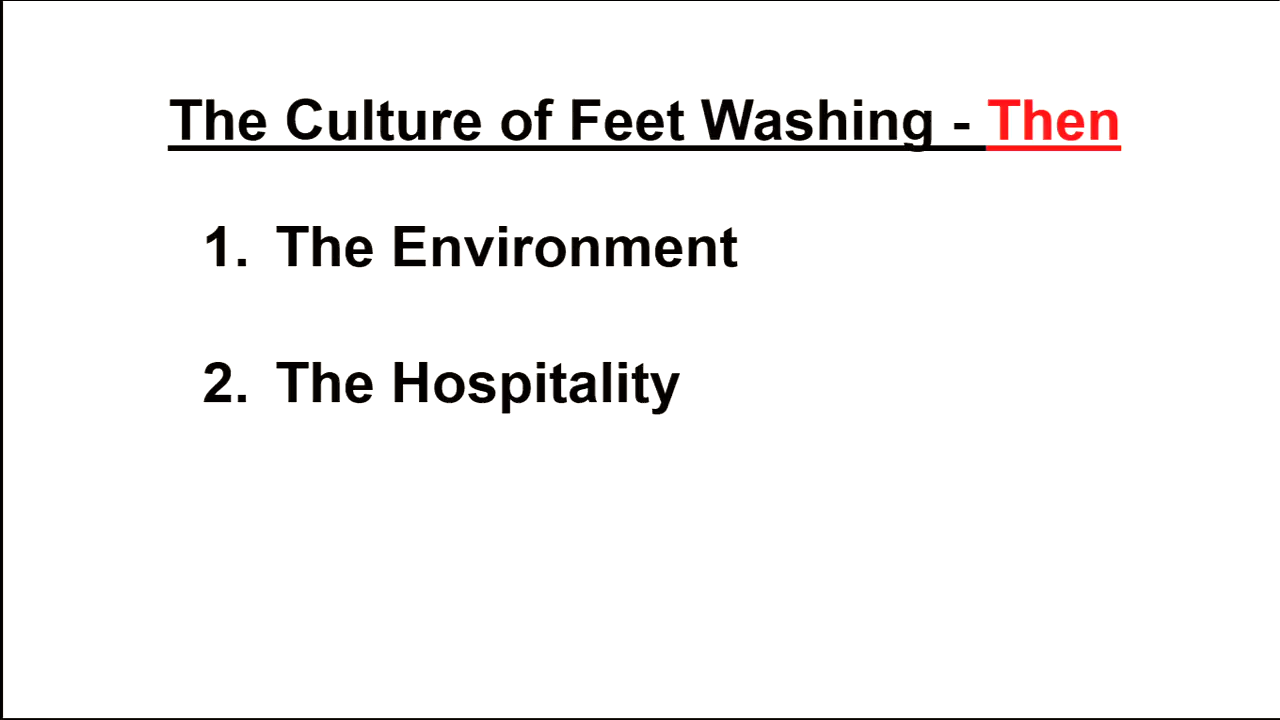 The Culture of Feet Washing - Then
1. The Environment
2. The Hospitality